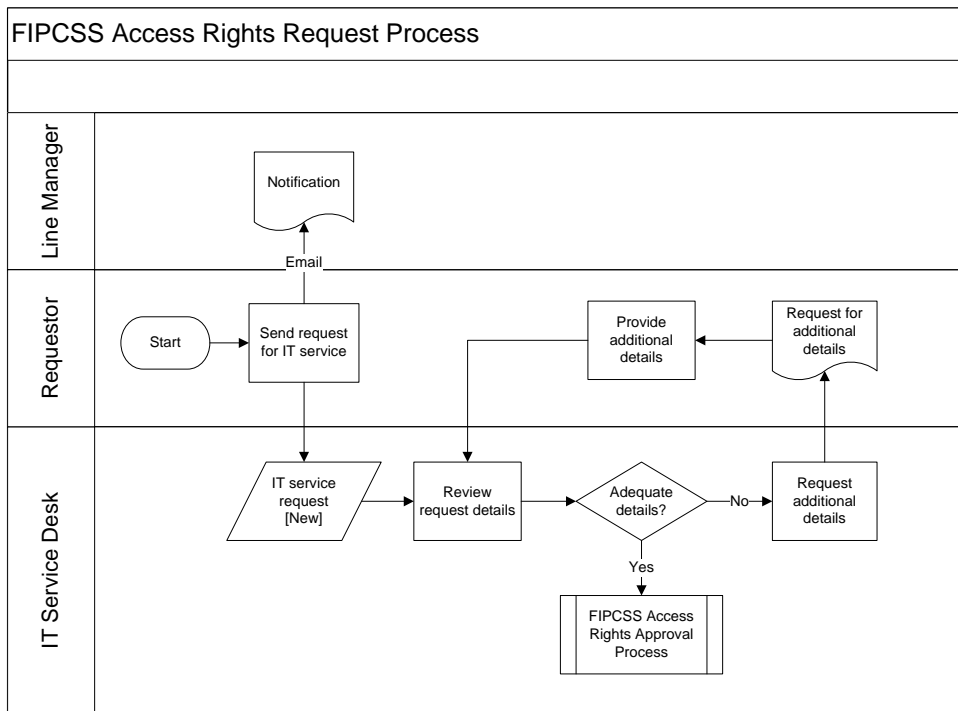 FIPCSS Access Rights Request Process
Line Manager
Notification
Email
Requestor
Start
Send request
for IT service
Provide
additional
details
Request for
additional
details
IT Service Desk
IT service
request
[New]
Review
request details
Adequate
details?
No
Request
additional
details
Yes
FIPCSS Access
Rights Approval
Process